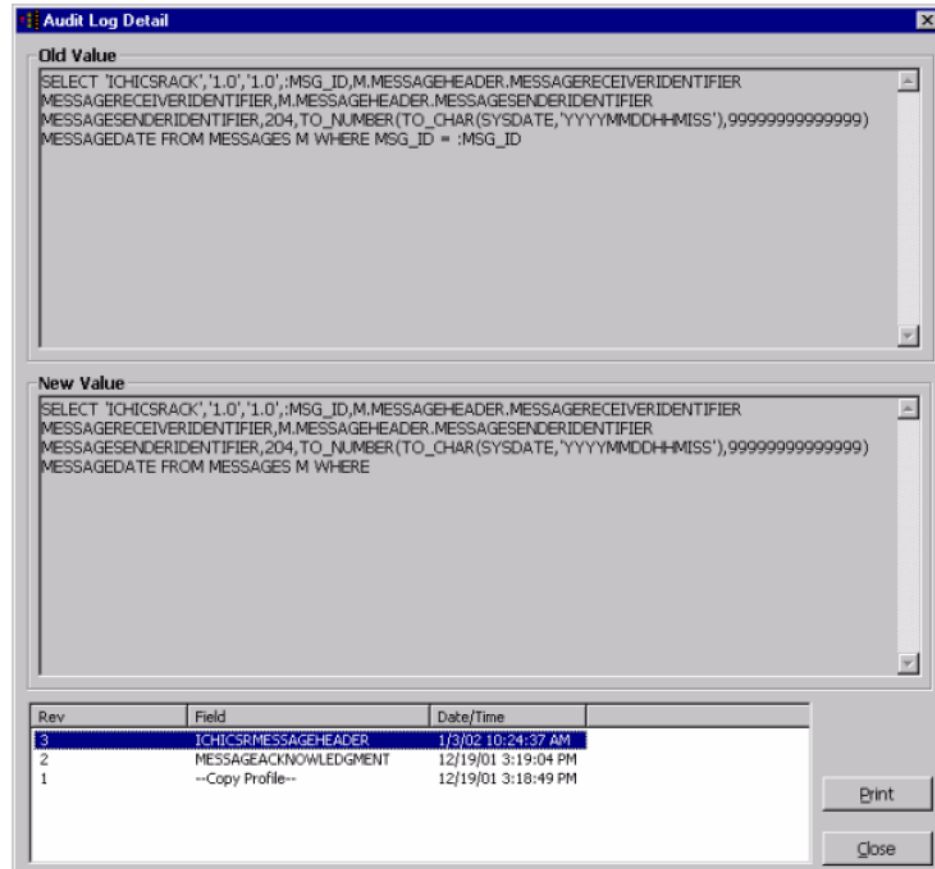 Audit Log Detail
Old Value
SELECT 'ICHICSRACK','1.0','1.0',:MSG_ID,M.MESSAGEHEADER.MESSAGERECEIVERIDENTIFIER
MESSAGERECEIVERIDENTIFIER,M.MESSAGEHEADER.MESSAGESENDERIDENTIFIER
MESSAGESENDERIDENTIFIER,204,TO_NUMBER(TO_CHAR(SYSDATE,'YYYYMMDDHHMISS'),99999999999999)
MESSAGEDATE FROM MESSAGES M WHERE MSG_ID = :MSG_ID
New Value
SELECT 'ICHICSRACK','1.0','1.0',:MSG_ID,M.MESSAGEHEADER.MESSAGERECEIVERIDENTIFIER
MESSAGERECEIVERIDENTIFIER,M.MESSAGEHEADER.MESSAGESENDERIDENTIFIER
MESSAGESENDERIDENTIFIER,204,TO_NUMBER(TO_CHAR(SYSDATE,'YYYYMMDDHHMISS'),99999999999999)
MESSAGEDATE FROM MESSAGES M WHERE
Rev Field Date/Time
3 ICHICSRMESSAGEHEADER 1/3/02 10:24:37 AM
2 MESSAGEACKNOWLEDGMENT 12/19/01 3:19:04 PM
1 --Copy Profile-- 12/19/01 3:18:49 PM
Print
Close